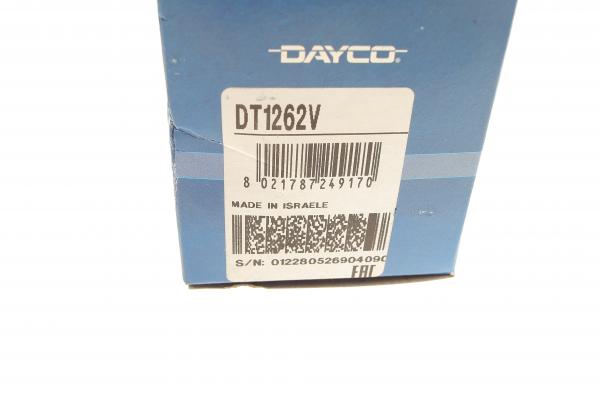 DAYCO®
DT1262V
8 021787 249170
MADE IN ISRAELE
S/N: 012280526904090
EAC